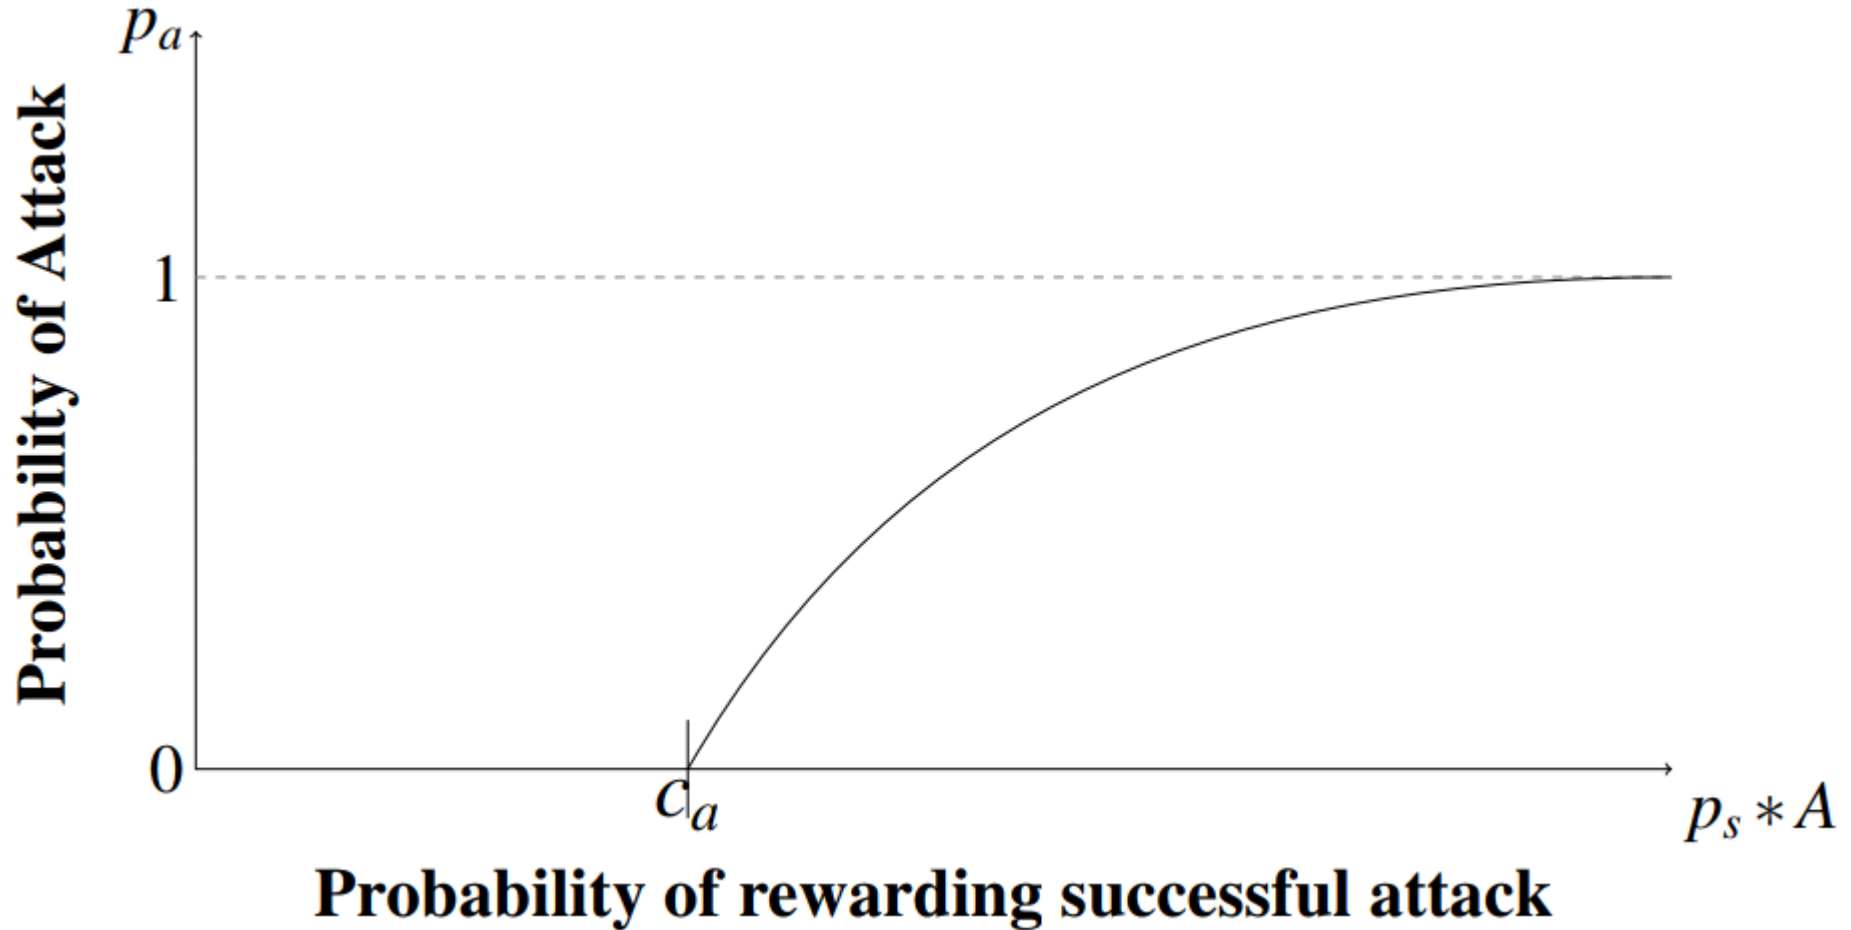 pₐ
Probability of Attack
1
0
cₐ
pₛ * A
Probability of rewarding successful attack